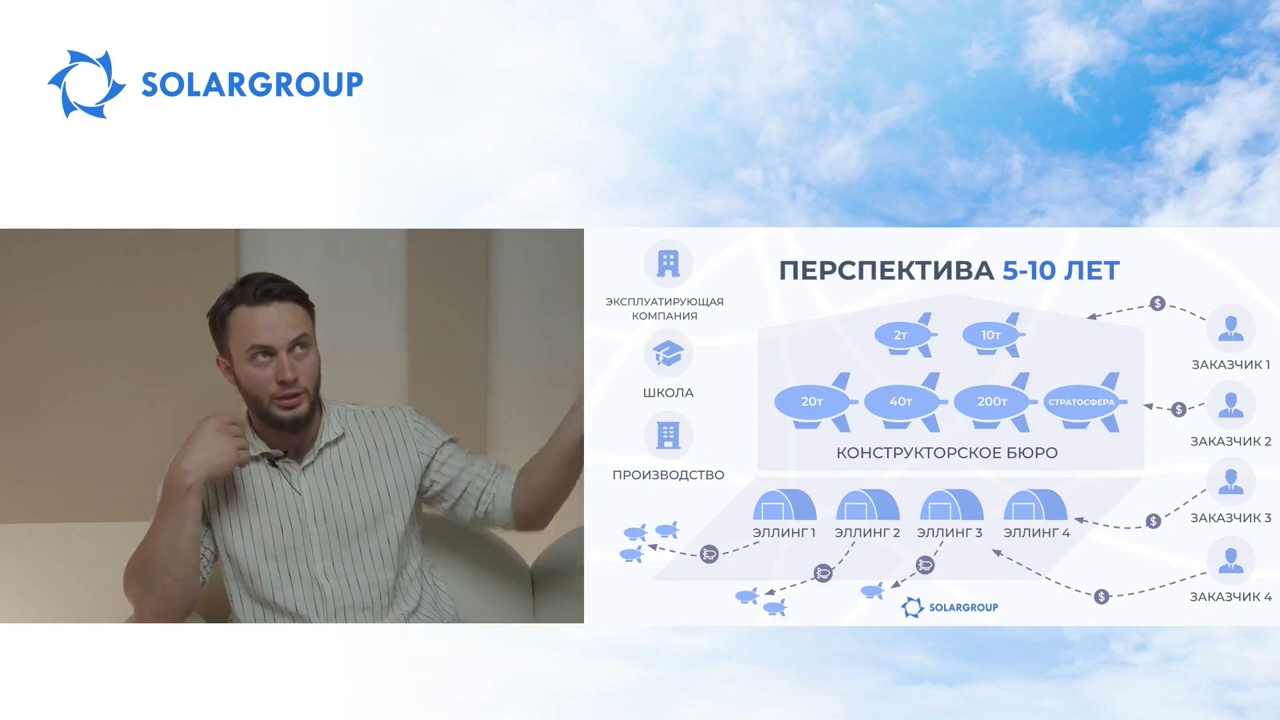 SOLARGROUP
ПЕРСПЕКТИВА 5-10 ЛЕТ
ЭКСПЛУАТИРУЮЩАЯ
КОМПАНИЯ
ШКОЛА
ПРОИЗВОДСТВО
2т
10т
20т
40т
200т
СТРАТОСФЕРА
КОНСТРУКТОРСКОЕ БЮРО
ЭЛЛИНГ 1
ЭЛЛИНГ 2
ЭЛЛИНГ 3
ЭЛЛИНГ 4
$
ЗАКАЗЧИК 1
$
ЗАКАЗЧИК 2
$
ЗАКАЗЧИК 3
$
ЗАКАЗЧИК 4
SOLARGROUP